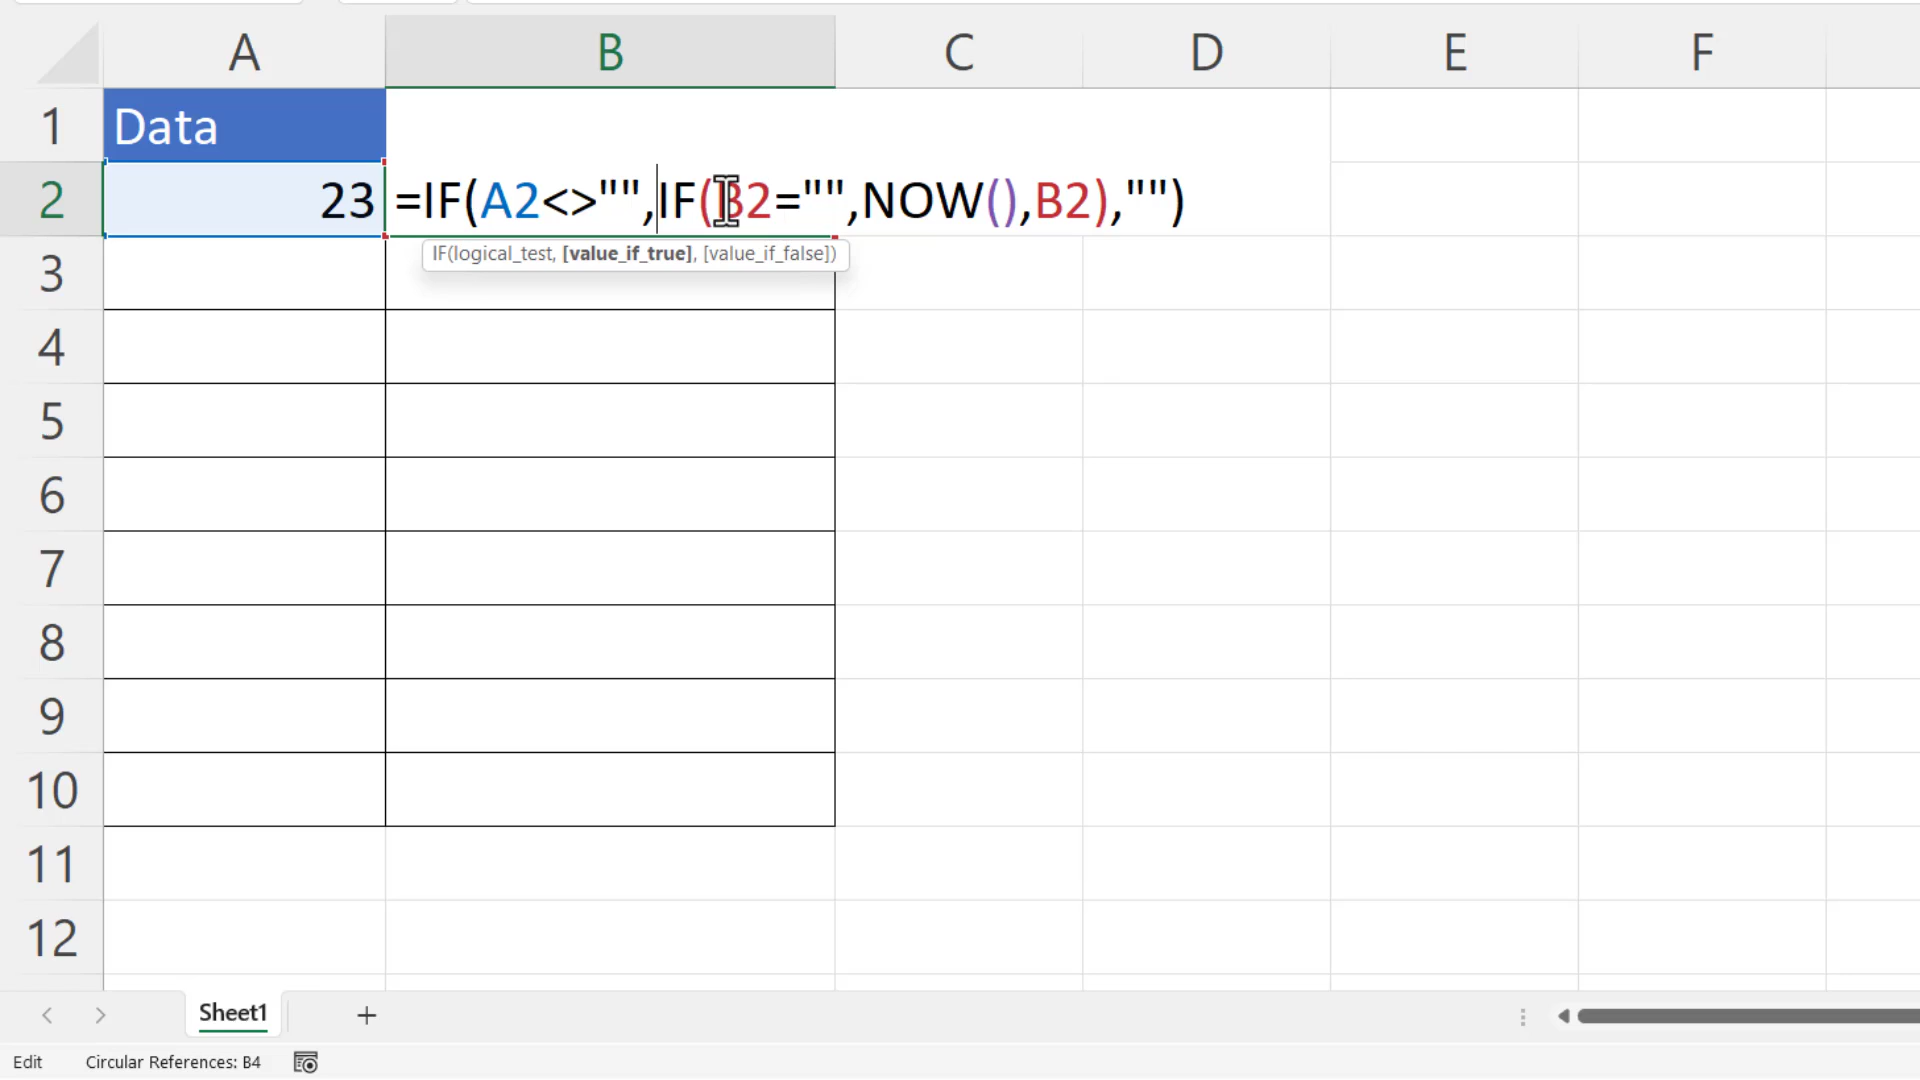 A B C D E F
1 Data
2 23 =IF(A2<>"",IF(B2="",NOW(),B2),"")
IF(logical_test, [value_if_true], [value_if_false])
3
4
5
6
7
8
9
10
11
12
Sheet1
Edit Circular References: B4